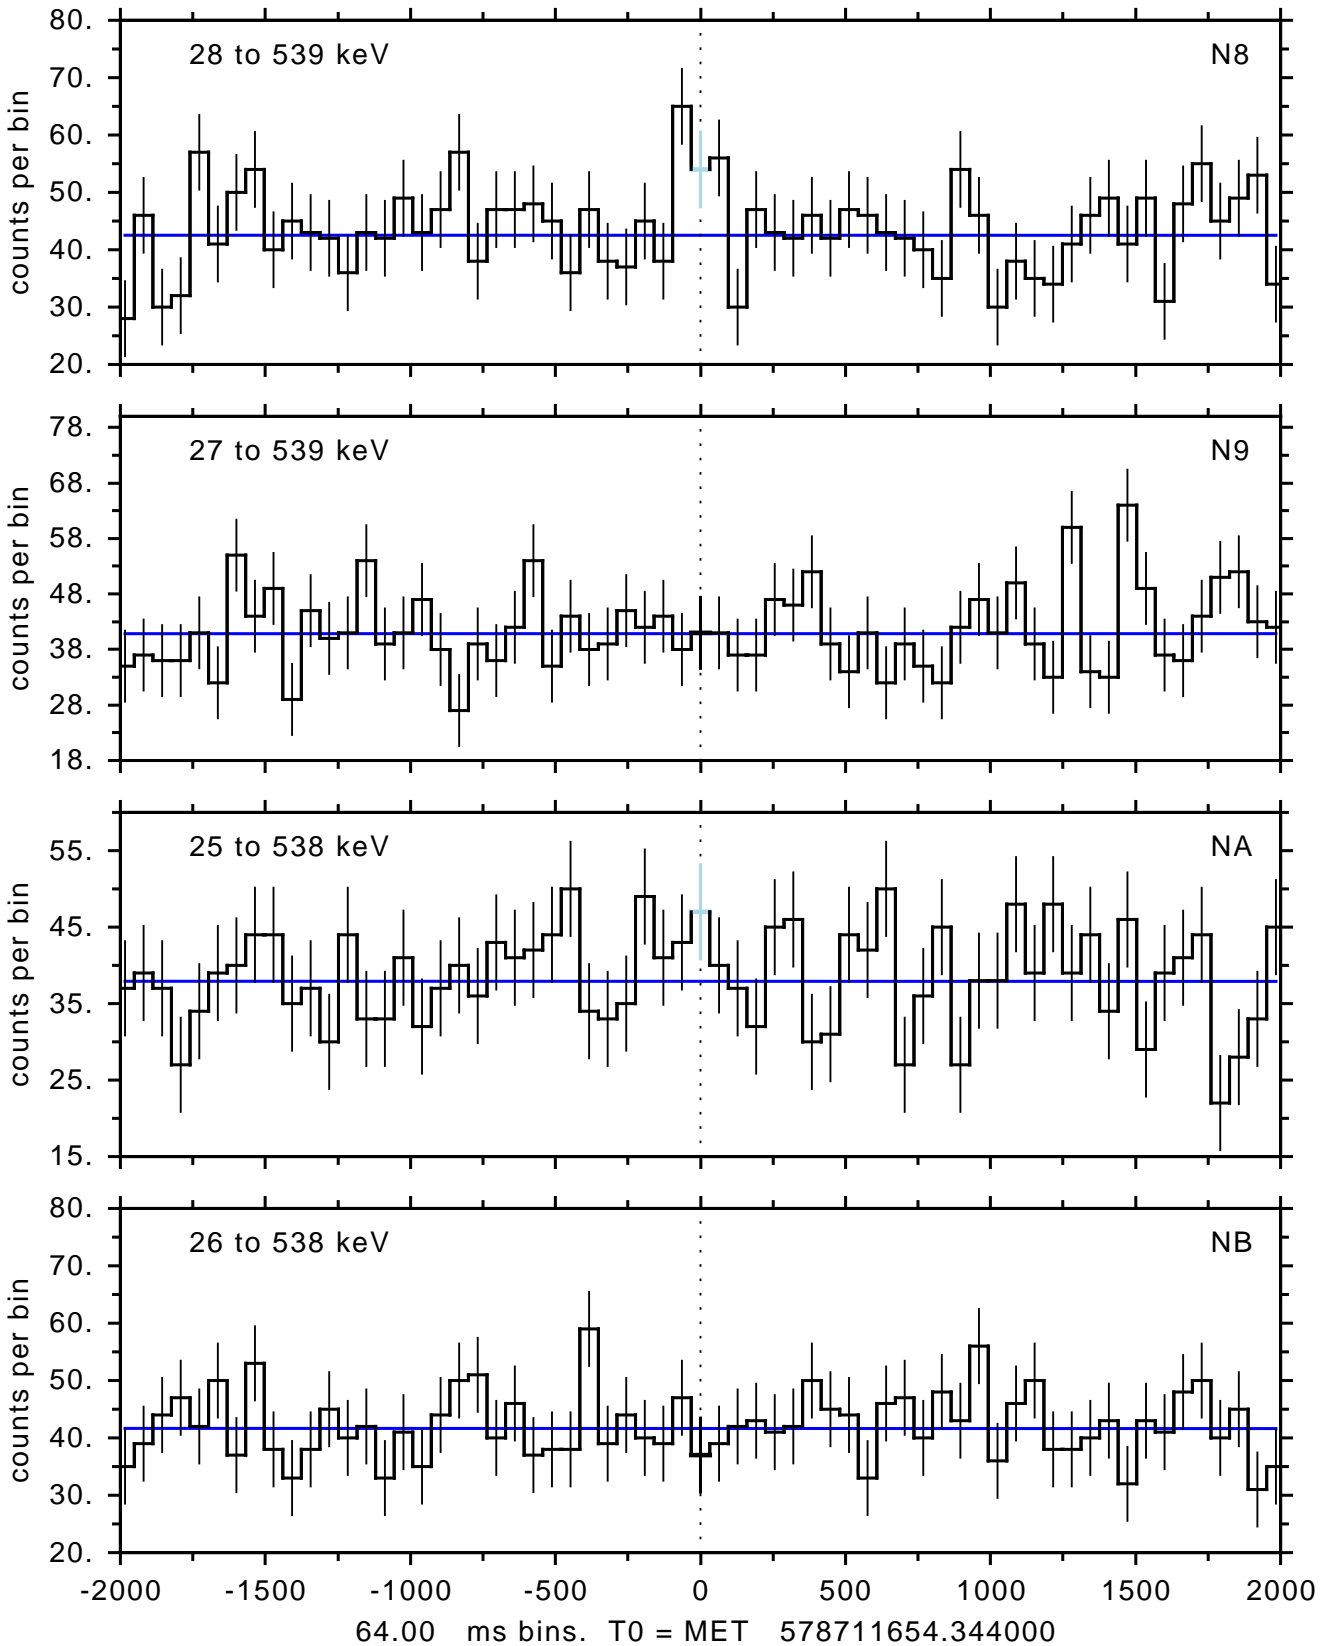 80.
28 to 539 keV N8
70.
60.
50.
40.
30.
20.
counts per bin
78.
27 to 539 keV N9
68.
58.
48.
38.
28.
18.
counts per bin
25 to 538 keV NA
55.
45.
35.
25.
15.
counts per bin
80.
26 to 538 keV NB
70.
60.
50.
40.
30.
20.
counts per bin
-2000 -1500 -1000 -500 0 500 1000 1500 2000
64.00 ms bins. T0 = MET 578711654.344000